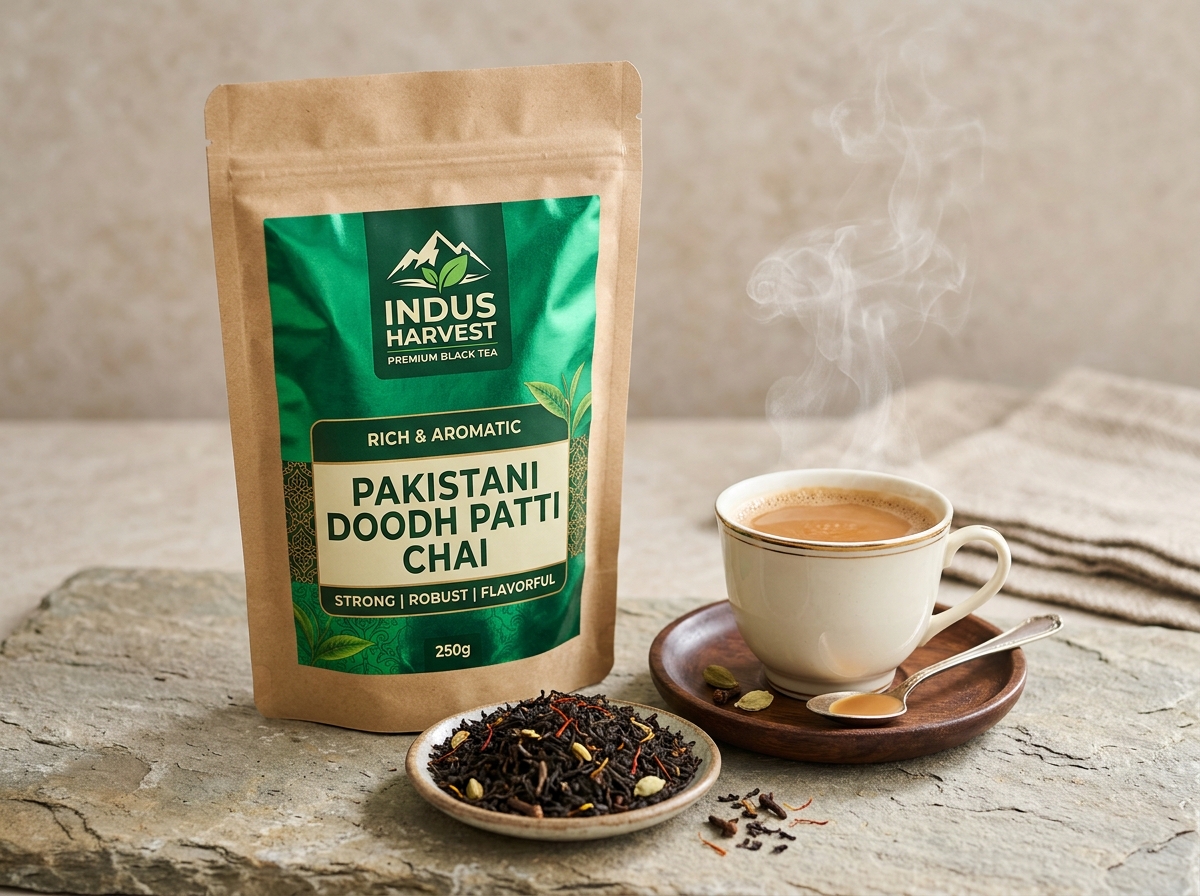 INDUS
HARVEST
PREMIUM BLACK TEA
RICH & AROMATIC
PAKISTANI
DOODH PATTI
CHAI
STRONG | ROBUST | FLAVORFUL
250g